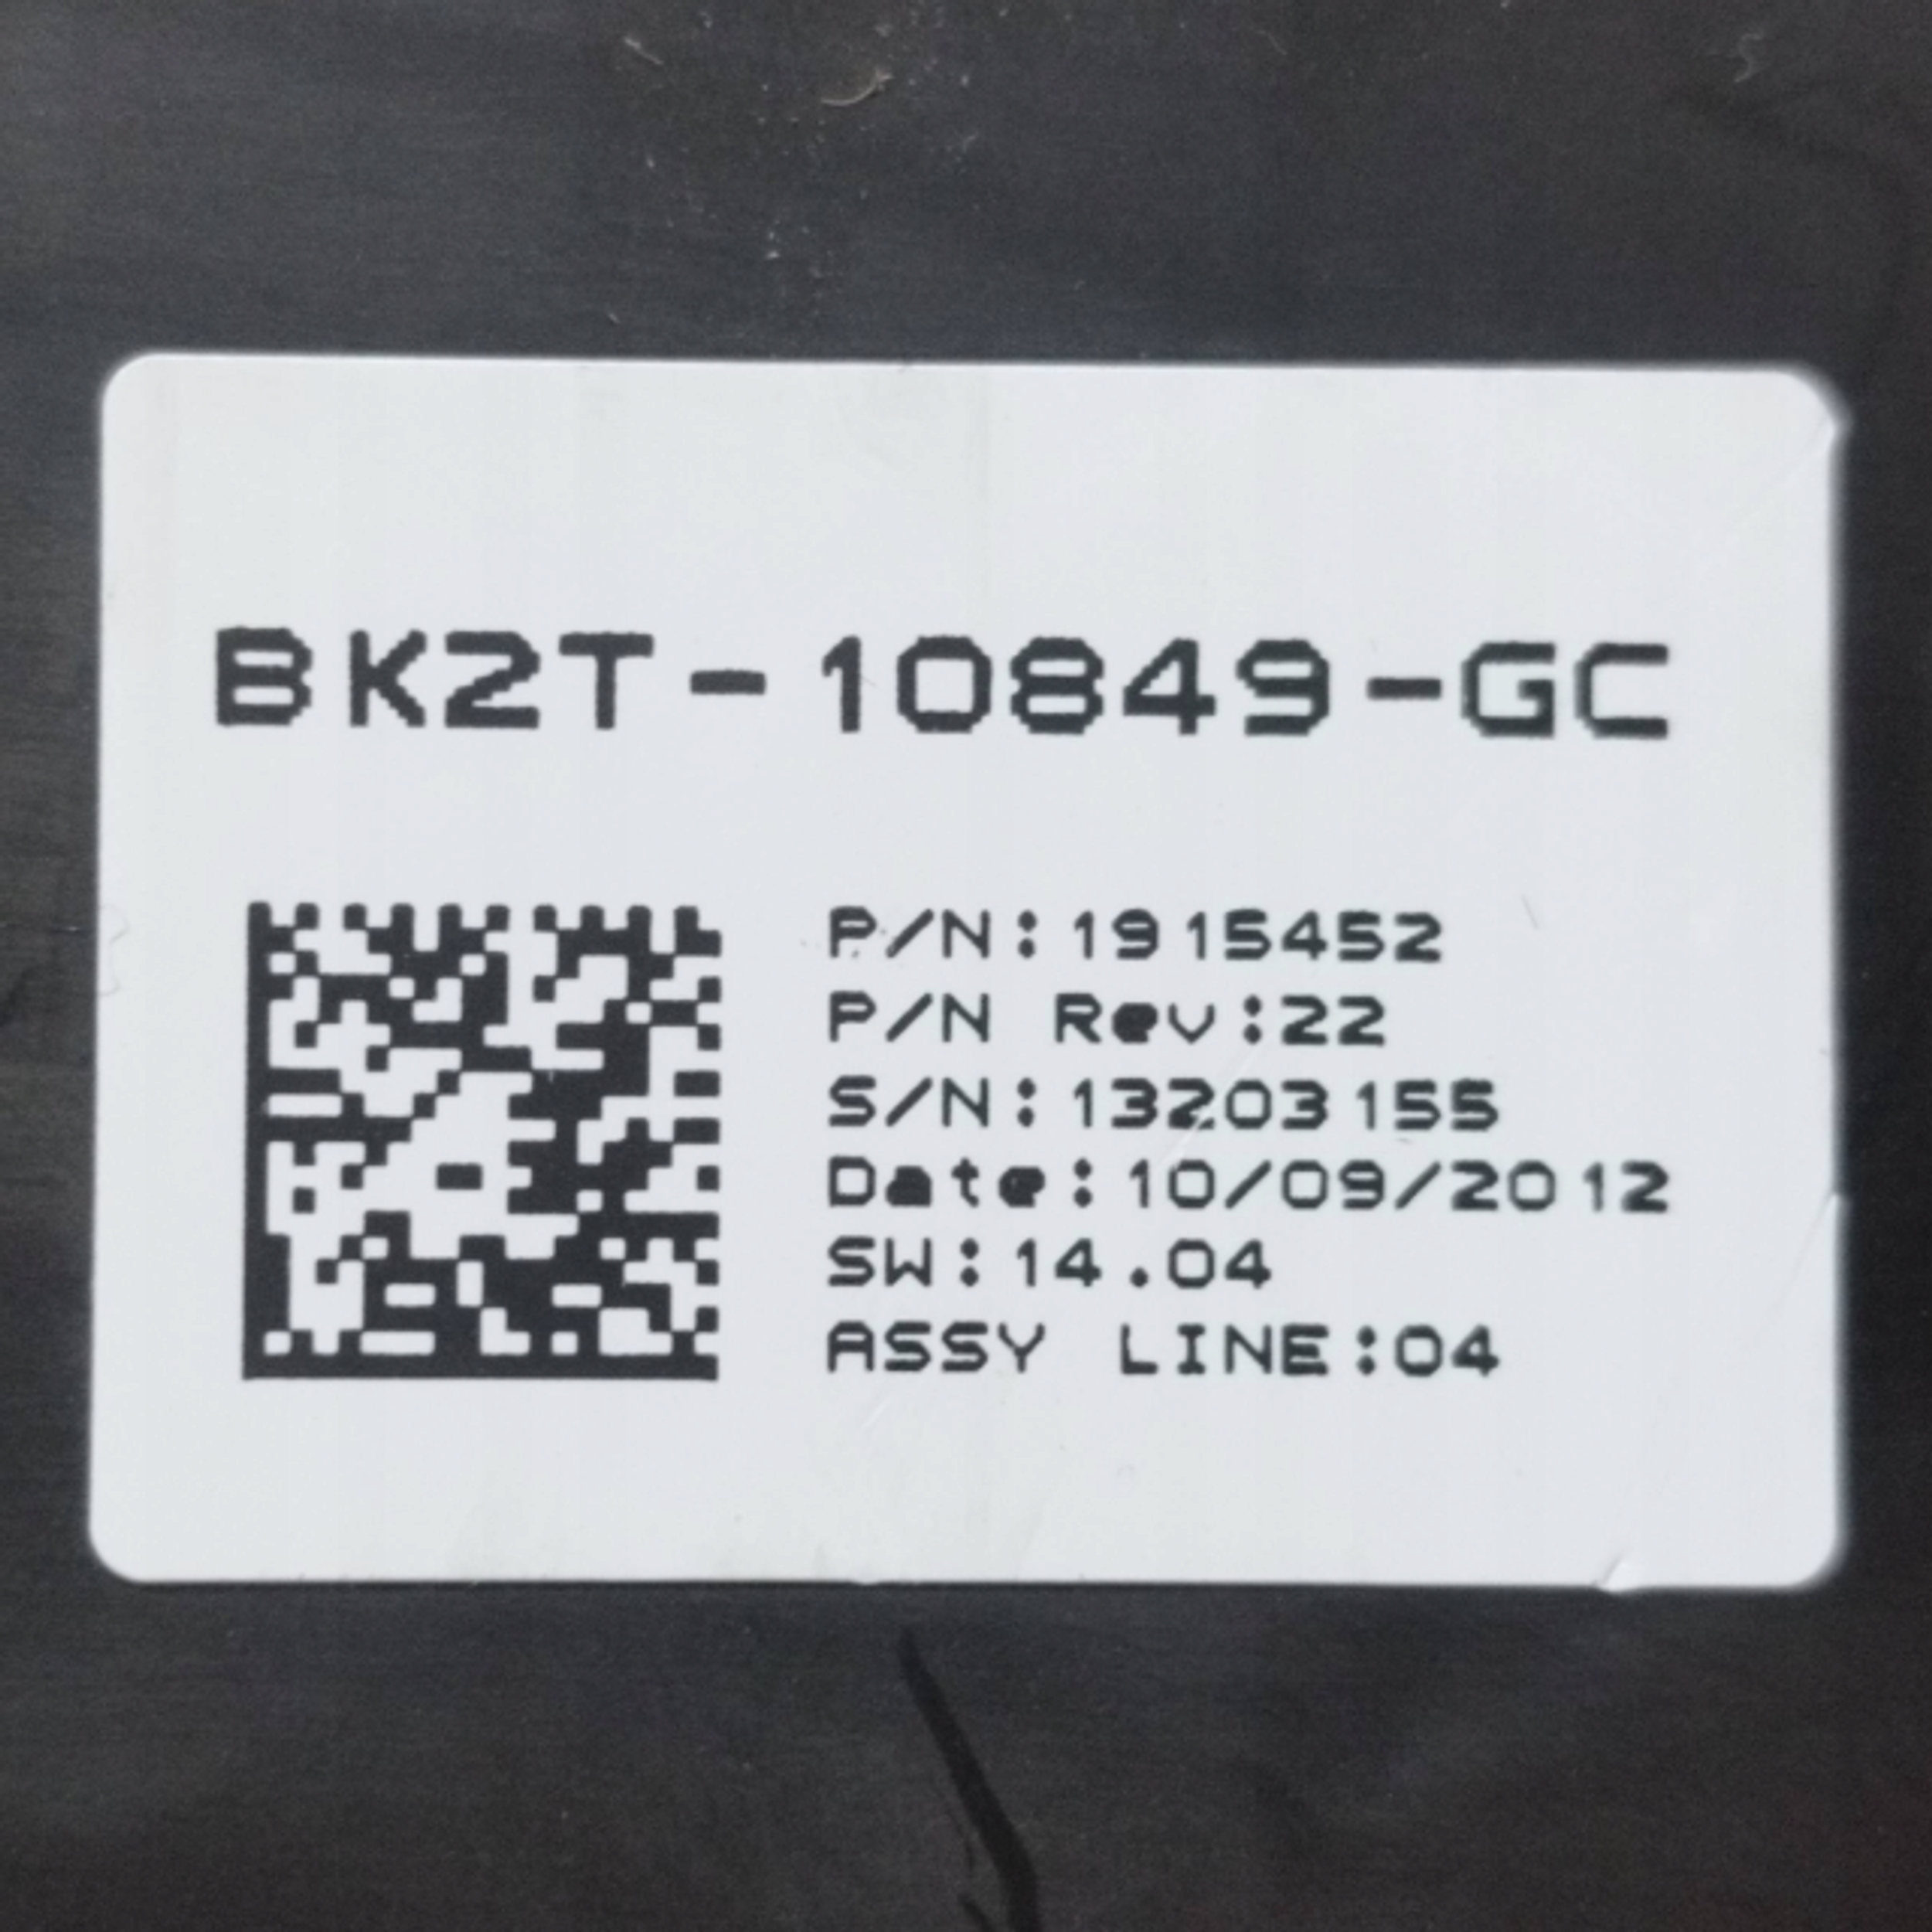 BK2T-10849-GC
P/N:1915452
P/N Rev:22
S/N:13203155
Date:10/09/2012
SW:14.04
ASSY LINE:04